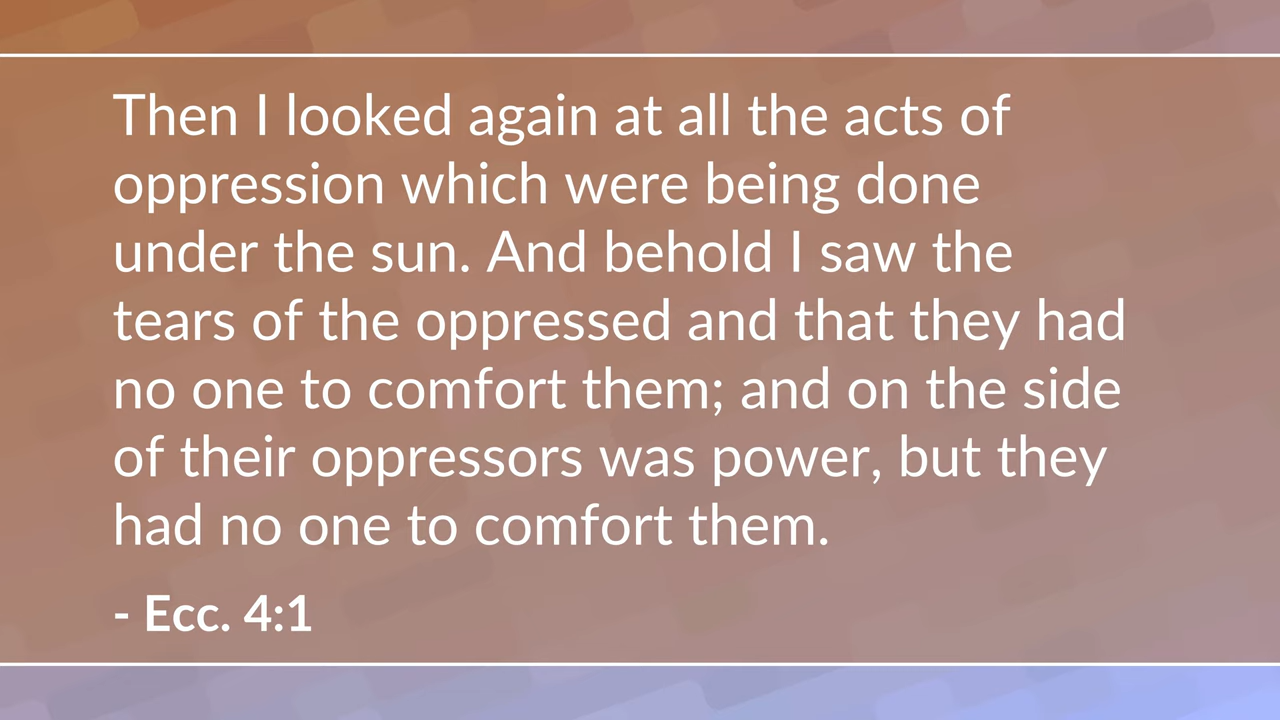 Then I looked again at all the acts of
oppression which were being done
under the sun. And behold I saw the
tears of the oppressed and that they had
no one to comfort them; and on the side
of their oppressors was power, but they
had no one to comfort them.
- Ecc. 4:1